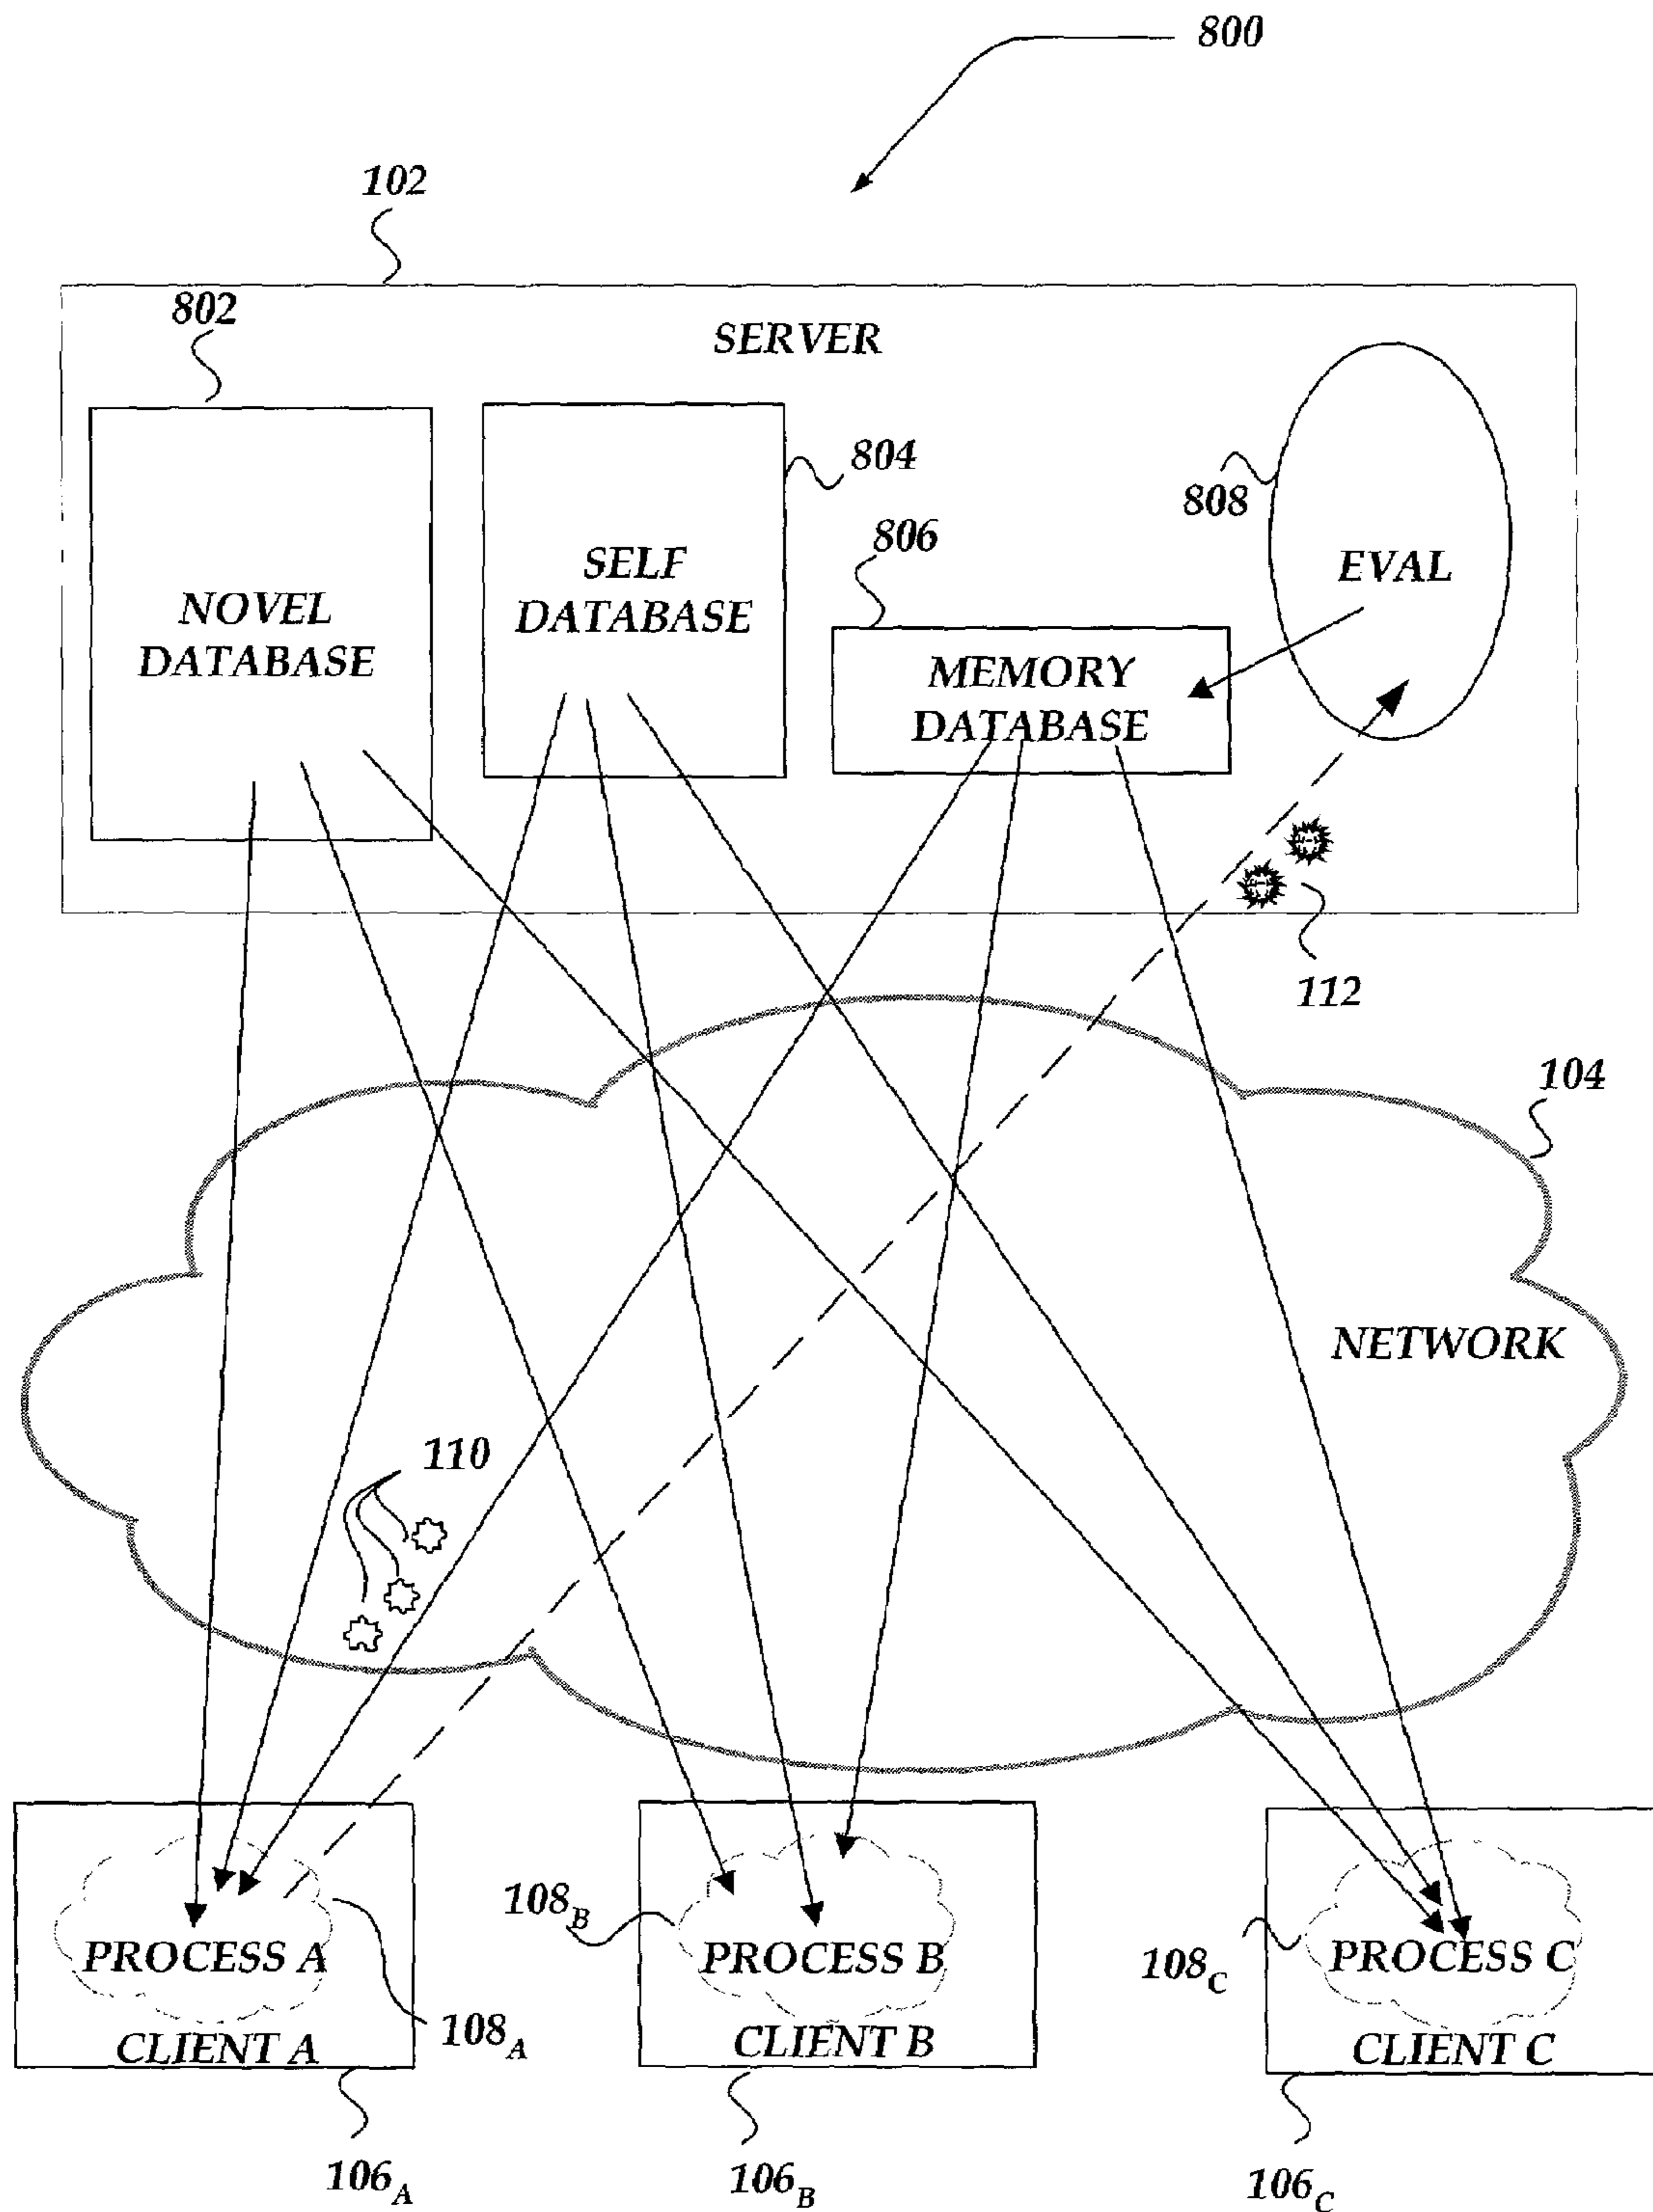 800
102
802
SERVER
804
808
806
EVAL
SELF
DATABASE
NOVEL
DATABASE
MEMORY
DATABASE
112
104
NETWORK
110
108B
108C
PROCESS A
PROCESS B
PROCESS C
108A
CLIENT A
CLIENT B
CLIENT C
106A
106B
106C